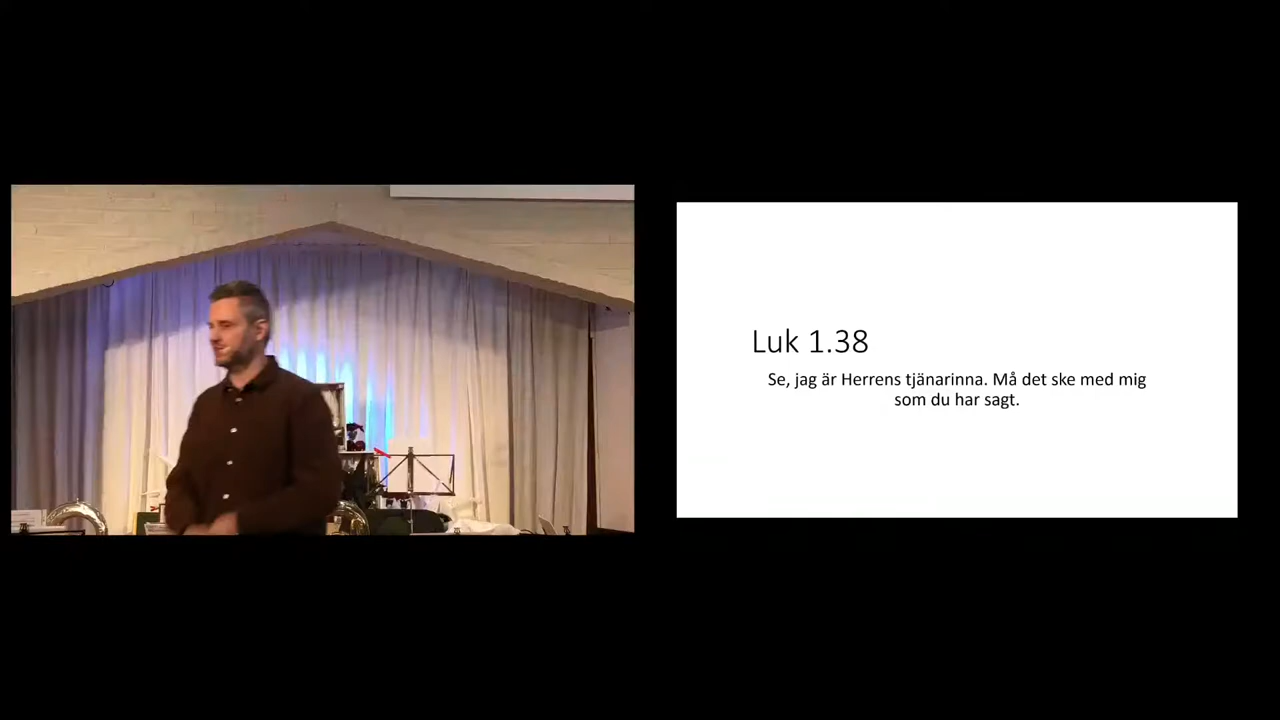 Luk 1.38
Se, jag är Herrens tjänarinna. Må det ske med mig
som du har sagt.